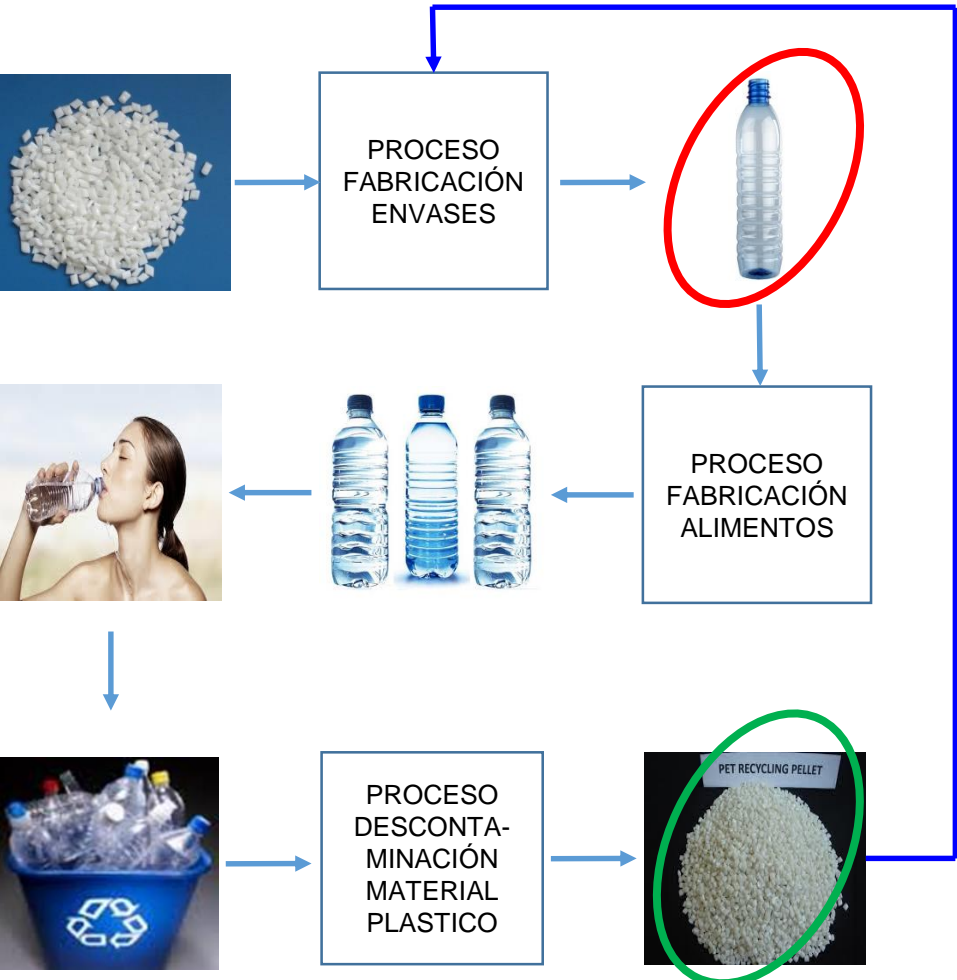 PROCESO
FABRICACIÓN
ENVASES
PROCESO
FABRICACIÓN
ALIMENTOS
PROCESO
DESCONTA-
MINACIÓN
MATERIAL
PLASTICO
PET RECYCLING PELLET